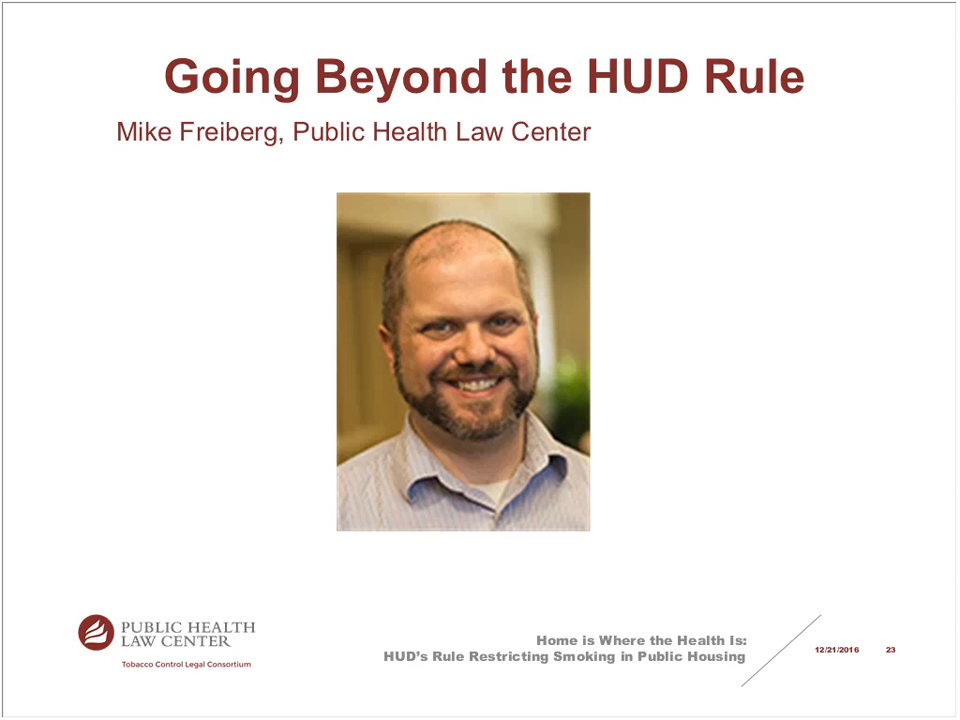 Going Beyond the HUD Rule
Mike Freiberg, Public Health Law Center
PUBLIC HEALTH
LAW CENTER
Tobacco Control Legal Consortium
Home is Where the Health Is:
HUD’s Rule Restricting Smoking in Public Housing
12/21/2016 23